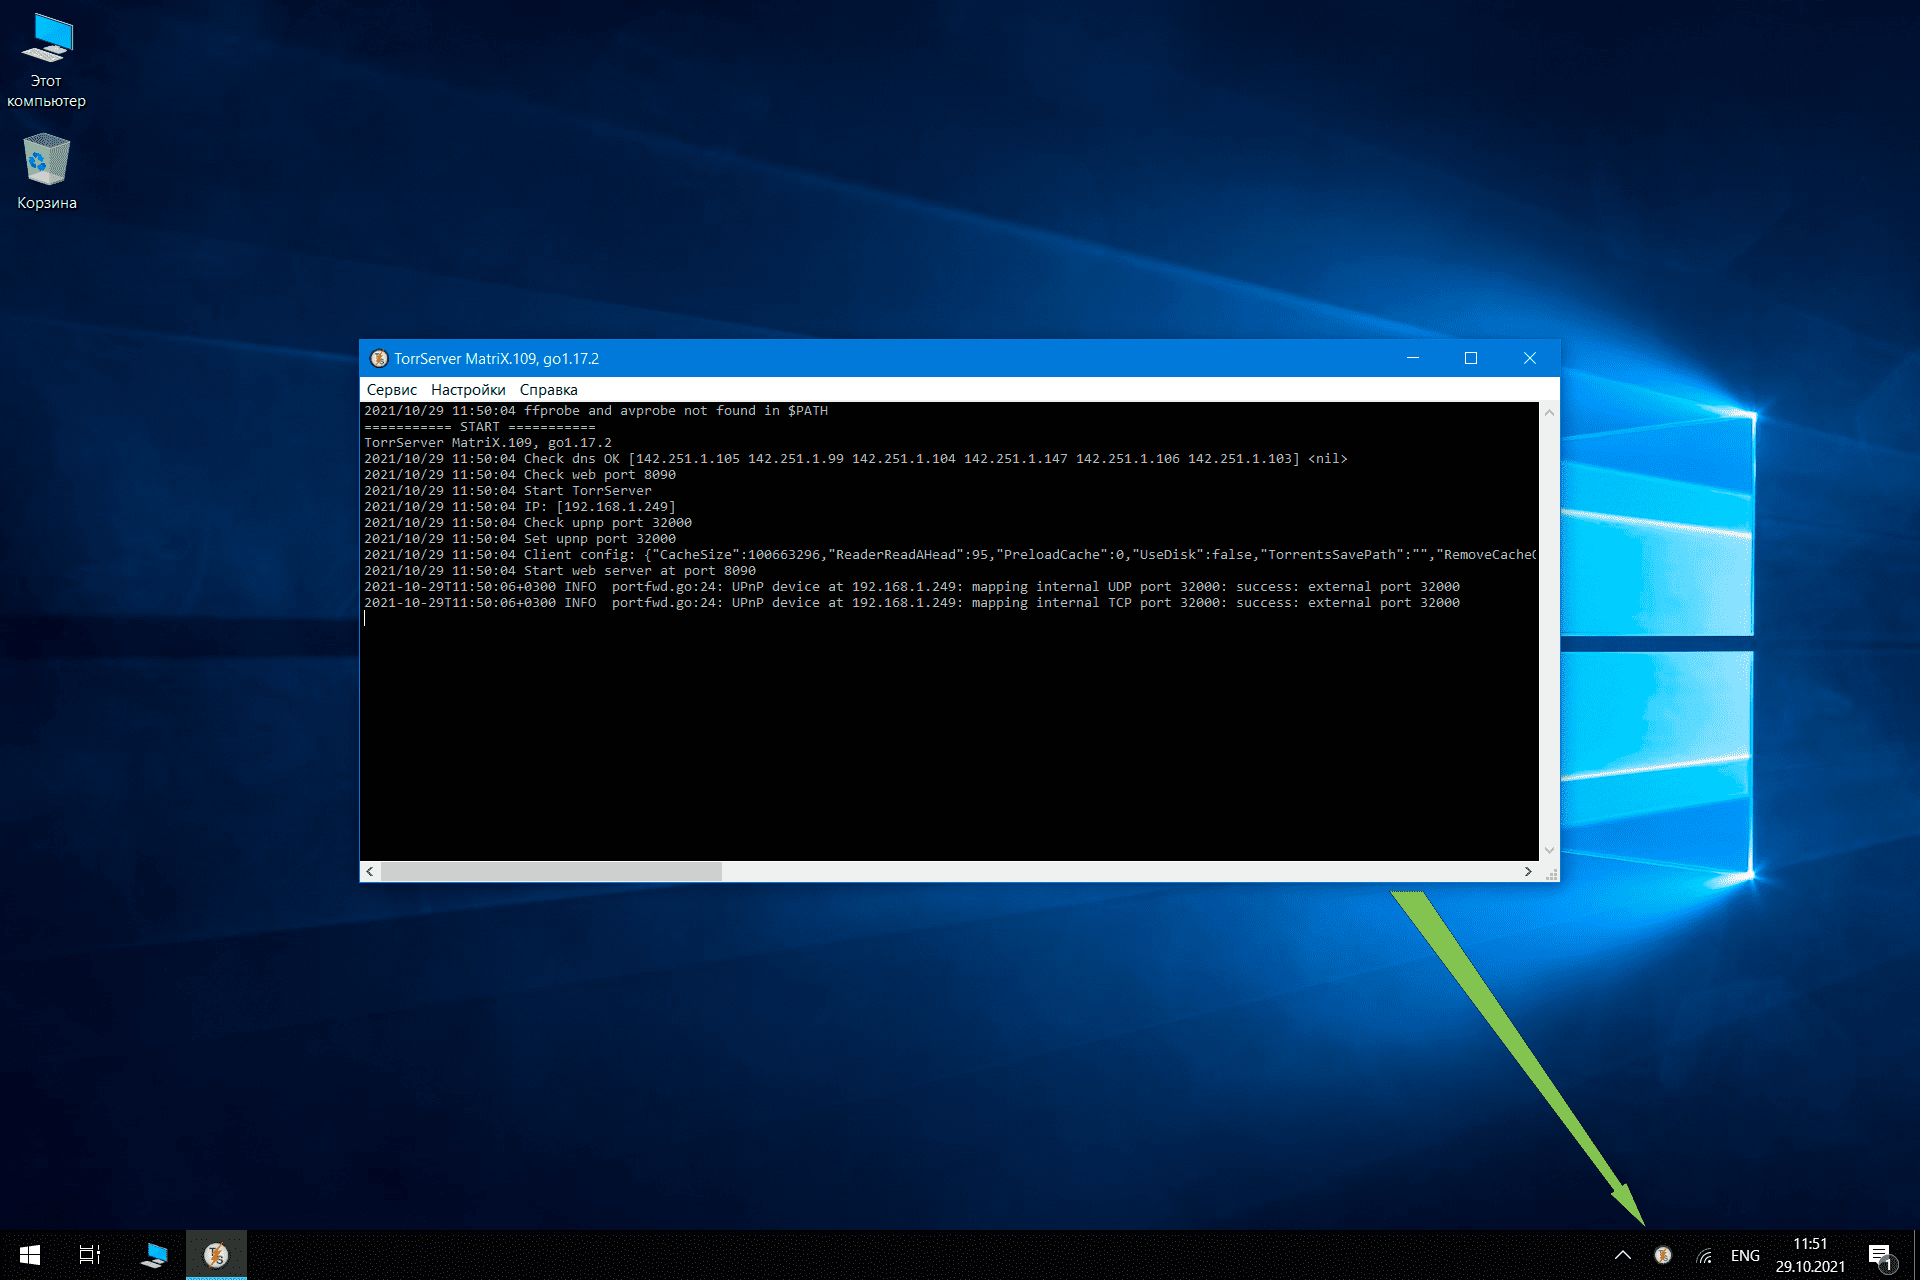 Этот
компьютер
Корзина
TorrServer MatriX.109, go1.17.2
Сервис Настройки Справка
2021/10/29 11:50:04 ffprobe and avprobe not found in $PATH
=========== START ===========
TorrServer MatriX.109, go1.17.2
2021/10/29 11:50:04 Check dns OK [142.251.1.105 142.251.1.99 142.251.1.104 142.251.1.147 142.251.1.106 142.251.1.103] <nil>
2021/10/29 11:50:04 Check web port 8090
2021/10/29 11:50:04 Start TorrServer
2021/10/29 11:50:04 IP: [192.168.1.249]
2021/10/29 11:50:04 Check upnp port 32000
2021/10/29 11:50:04 Set upnp port 32000
2021/10/29 11:50:04 Client config: {"CacheSize":100663296,"ReaderReadAHead":95,"PreloadCache":0,"UseDisk":false,"TorrentsSavePath":"","RemoveCache
2021/10/29 11:50:04 Start web server at port 8090
2021-10-29T11:50:06+0300 INFO  portfwd.go:24: UPnP device at 192.168.1.249: mapping internal UDP port 32000: success: external port 32000
2021-10-29T11:50:06+0300 INFO  portfwd.go:24: UPnP device at 192.168.1.249: mapping internal TCP port 32000: success: external port 32000
TS
ENG
11:51
29.10.2021
1